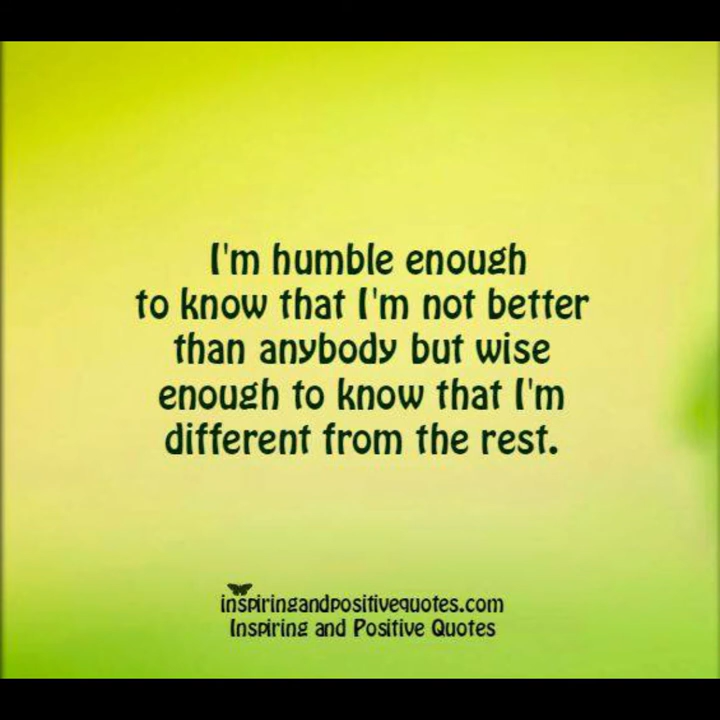 I'm humble enough
to know that I'm not better
than anybody but wise
enough to know that I'm
different from the rest.
inspiringandpositivequotes.com
Inspiring and Positive Quotes